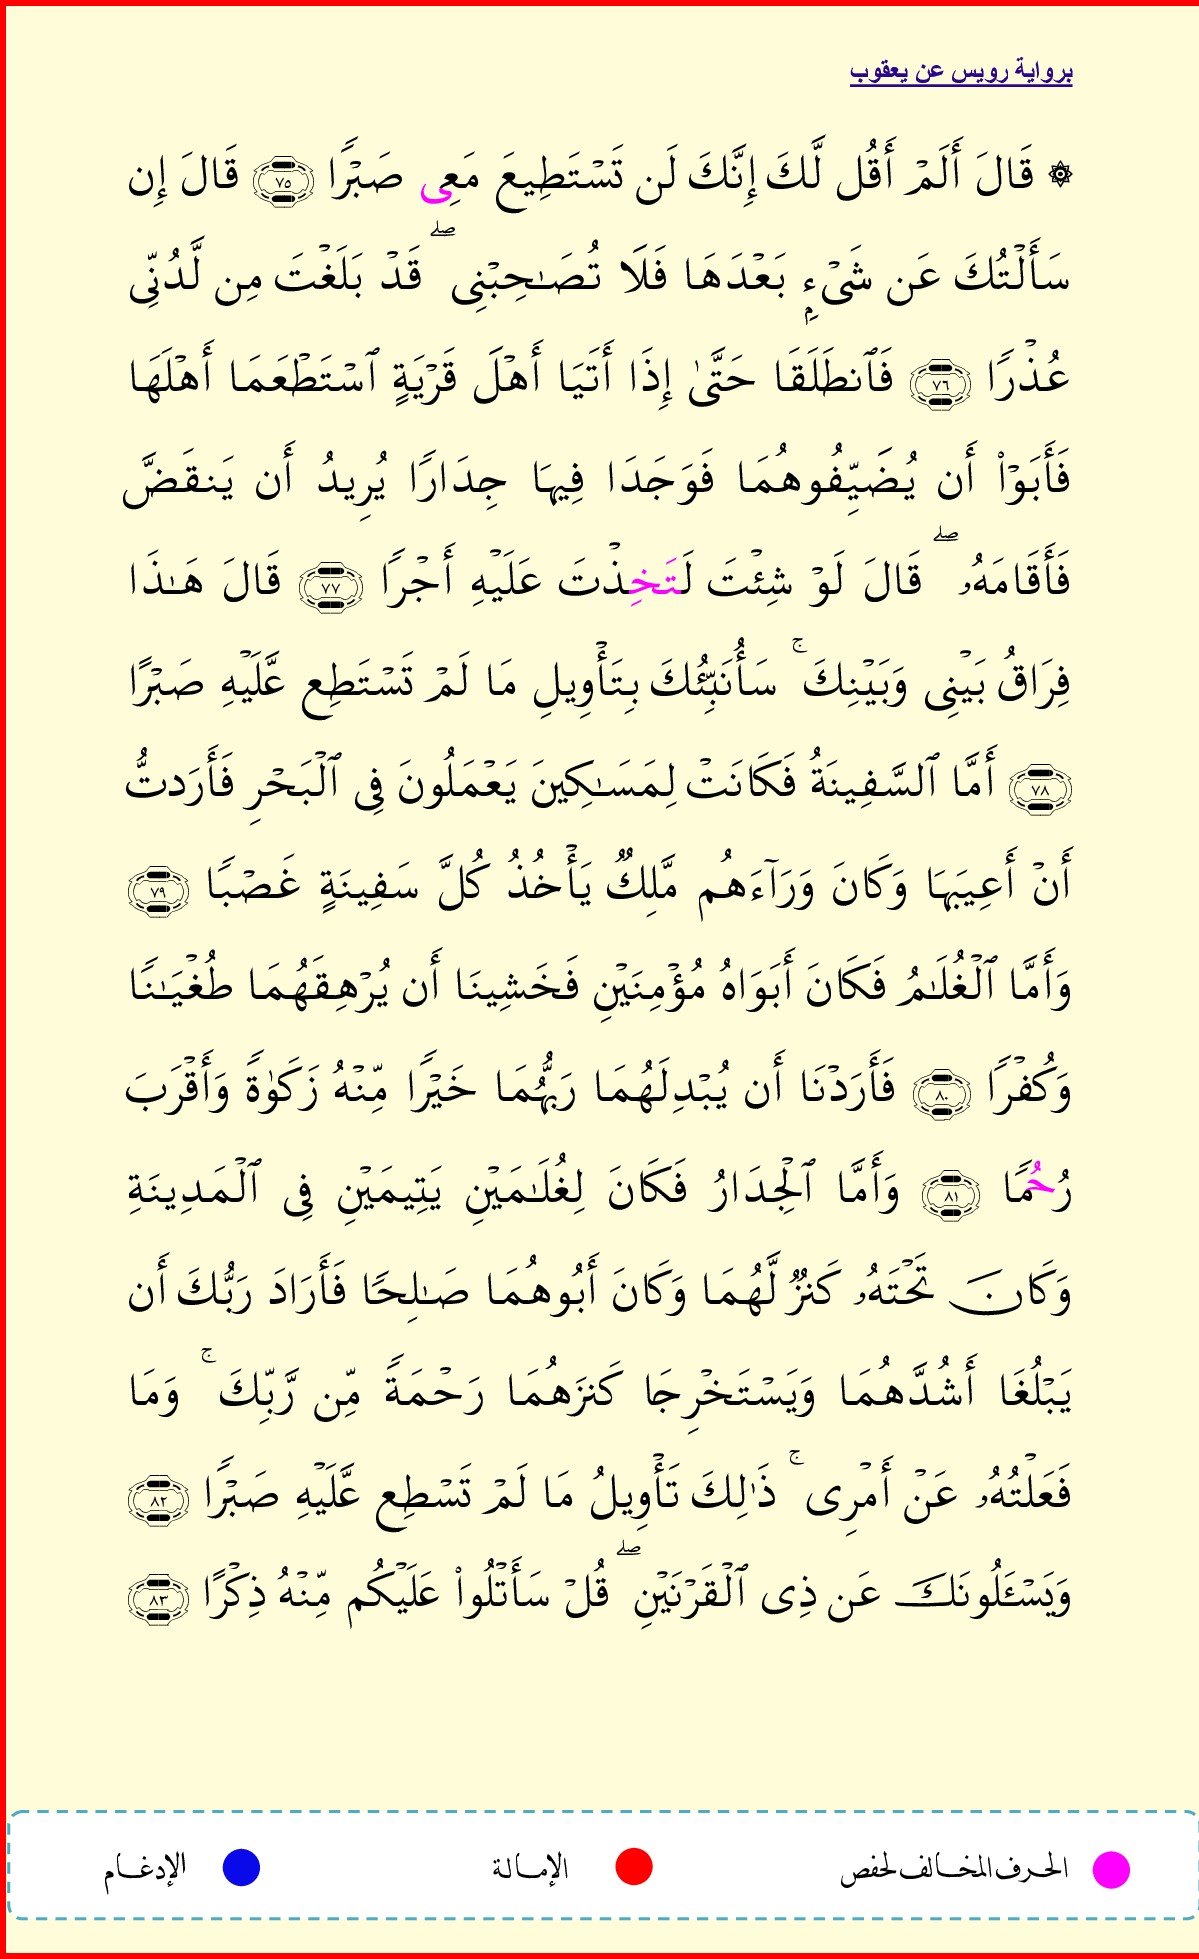 برواية رويس عن يعقوب
۞ قَالَ أَلَمۡ أَقُل لَّكَ إِنَّكَ لَن تَسۡتَطِيعَ مَعِى صَبۡرًا ٧٥ قَالَ إِن
سَأَلۡتُكَ عَن شَىۡءِۭ بَعۡدَهَا فَلَا تُصَٰحِبۡنِى ۖ قَدۡ بَلَغۡتَ مِن لَّدُنِّى
عُذۡرًا ٧٦ فَٱنطَلَقَا حَتَّىٰ إِذَا أَتَيَا أَهۡلَ قَرۡيَةٍ ٱسۡتَطۡعَمَا أَهۡلَهَا
فَأَبَوۡاْ أَن يُضَيِّفُوهُمَا فَوَجَدَا فِيهَا جِدَارًا يُرِيدُ أَن يَنقَضَّ
فَأَقَامَهُۥ ۖ قَالَ لَوۡ شِئۡتَ لَتَخِذۡتَ عَلَيۡهِ أَجۡرًا ٧٧ قَالَ هَٰذَا
فِرَاقُ بَيۡنِى وَبَيۡنِكَ ۚ سَأُنَبِّئُكَ بِتَأۡوِيلِ مَا لَمۡ تَسۡتَطِع عَّلَيۡهِ صَبۡرًا
٧٨ أَمَّا ٱلسَّفِينَةُ فَكَانَتۡ لِمَسَٰكِينَ يَعۡمَلُونَ فِى ٱلۡبَحۡرِ فَأَرَدتُّ
أَنۡ أَعِيبَهَا وَكَانَ وَرَآءَهُم مَّلِكٌ يَأۡخُذُ كُلَّ سَفِينَةٍ غَصۡبًا ٧٩
وَأَمَّا ٱلۡغُلَٰمُ فَكَانَ أَبَوَاهُ مُؤۡمِنَيۡنِ فَخَشِينَا أَن يُرۡهِقَهُمَا طُغۡيَٰنًا
وَكُفۡرًا ٨٠ فَأَرَدۡنَا أَن يُبۡدِلَهُمَا رَبُّهُمَا خَيۡرًا مِّنۡهُ زَكَوٰةً وَأَقۡرَبَ
رُحُمًا ٨١ وَأَمَّا ٱلۡجِدَارُ فَكَانَ لِغُلَٰمَيۡنِ يَتِيمَيۡنِ فِى ٱلۡمَدِينَةِ
وَكَانَ تَحۡتَهُۥ كَنزٌ لَّهُمَا وَكَانَ أَبُوهُمَا صَٰلِحًا فَأَرَادَ رَبُّكَ أَن
يَبۡلُغَا أَشُدَّهُمَا وَيَسۡتَخۡرِجَا كَنزَهُمَا رَحۡمَةً مِّن رَّبِّكَ ۚ وَمَا
فَعَلۡتُهُۥ عَنۡ أَمۡرِى ۚ ذَٰلِكَ تَأۡوِيلُ مَا لَمۡ تَسۡطِع عَّلَيۡهِ صَبۡرًا ٨٢
وَيَسۡـَٔلُونَكَ عَن ذِى ٱلۡقَرۡنَيۡنِ ۖ قُلۡ سَأَتۡلُواْ عَلَيۡكُم مِّنۡهُ ذِكۡرًا ٨٣
الحرف المخالف لحفص الإمالة الإدغام